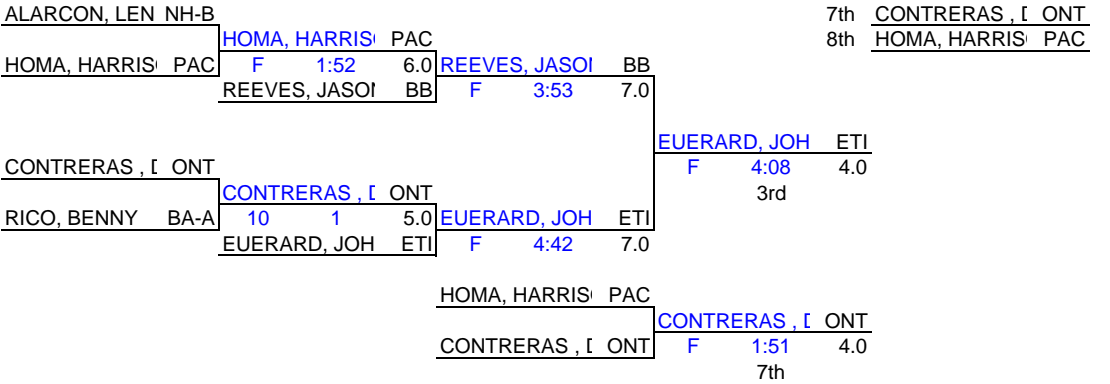 ALARCON, LEN NH-B 7th CONTRERAS , ONT
HOMA, HARRIS PAC 8th HOMA, HARRIS PAC
HOMA, HARRIS PAC F 1:52 6.0 REEVES, JASO BB
REEVES, JASO BB F 3:53 7.0
EUERARD, JOH ETI
CONTRERAS , ONT F 4:08 4.0
CONTRERAS , ONT 3rd
RICO, BENNY BA-A 10 1 5.0 EUERARD, JOH ETI
EUERARD, JOH ETI F 4:42 7.0
HOMA, HARRIS PAC
CONTRERAS , ONT
CONTRERAS , ONT F 1:51 4.0
7th